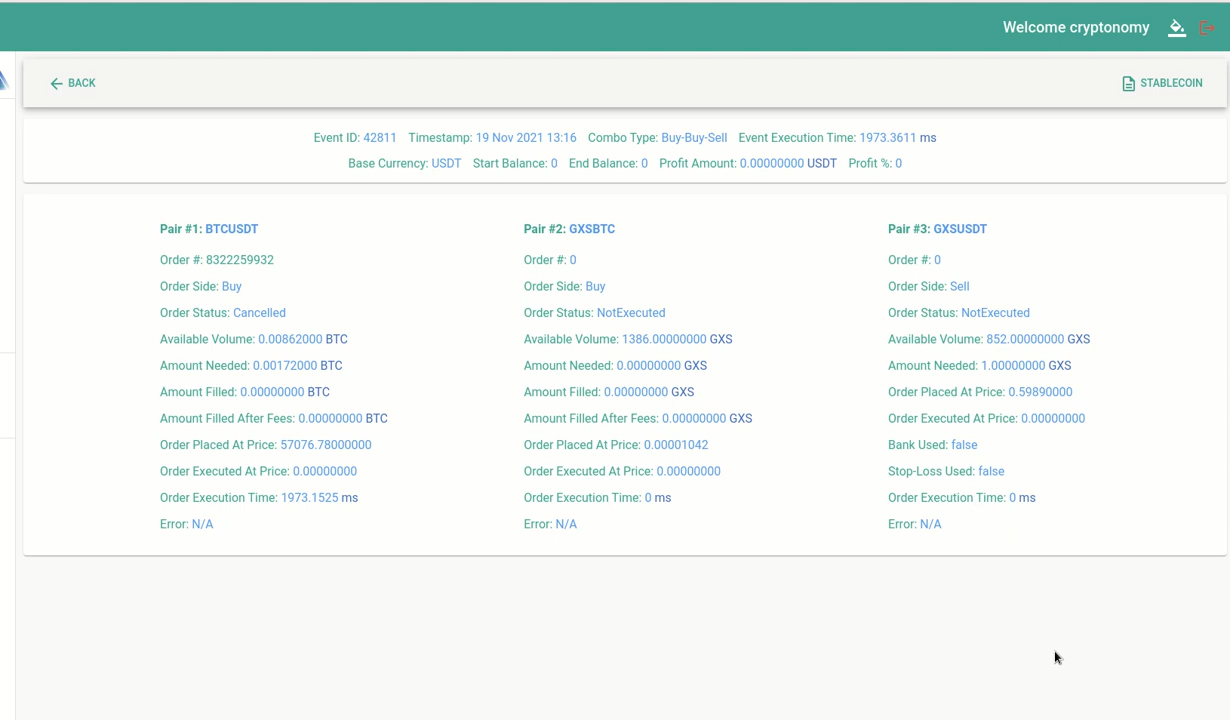 Welcome cryptonomy
BACK
STABLECOIN
Event ID: 42811 Timestamp: 19 Nov 2021 13:16 Combo Type: Buy-Buy-Sell Event Execution Time: 1973.3611 ms
Base Currency: USDT Start Balance: 0 End Balance: 0 Profit Amount: 0.00000000 USDT Profit %: 0
Pair #1: BTCUSDT
Order #: 8322259932
Order Side: Buy
Order Status: Cancelled
Available Volume: 0.00862000 BTC
Amount Needed: 0.00172000 BTC
Amount Filled: 0.00000000 BTC
Amount Filled After Fees: 0.00000000 BTC
Order Placed At Price: 57076.78000000
Order Executed At Price: 0.00000000
Order Execution Time: 1973.1525 ms
Error: N/A
Pair #2: GXSBTC
Order #: 0
Order Side: Buy
Order Status: NotExecuted
Available Volume: 1386.00000000 GXS
Amount Needed: 0.00000000 GXS
Amount Filled: 0.00000000 GXS
Amount Filled After Fees: 0.00000000 GXS
Order Placed At Price: 0.00001042
Order Executed At Price: 0.00000000
Order Execution Time: 0 ms
Error: N/A
Pair #3: GXSUSDT
Order #: 0
Order Side: Sell
Order Status: NotExecuted
Available Volume: 852.00000000 GXS
Amount Needed: 1.00000000 GXS
Order Placed At Price: 0.59890000
Order Executed At Price: 0.00000000
Bank Used: false
Stop-Loss Used: false
Order Execution Time: 0 ms
Error: N/A